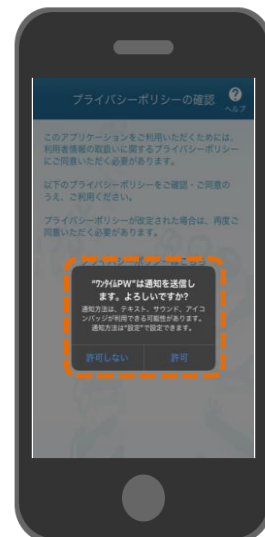 プライバシーポリシーの確認
?
ヘルプ
このアプリケーションをご利用いただくためには、
利用者情報の取扱いに関するプライバシーポリシー
にご同意いただく必要があります。
以下のプライバシーポリシーをご確認・ご同意の
うえ、ご利用ください。
プライバシーポリシーが改定された場合は、再度ご
同意いただく必要があります。
"ﾜﾝﾀｲﾑPW"は通知を送信し
ます。よろしいですか?
通知方法は、テキスト、サウンド、アイコ
ンバッジが利用できる可能性があります。
通知方法は"設定"で設定できます。
許可しない
許可